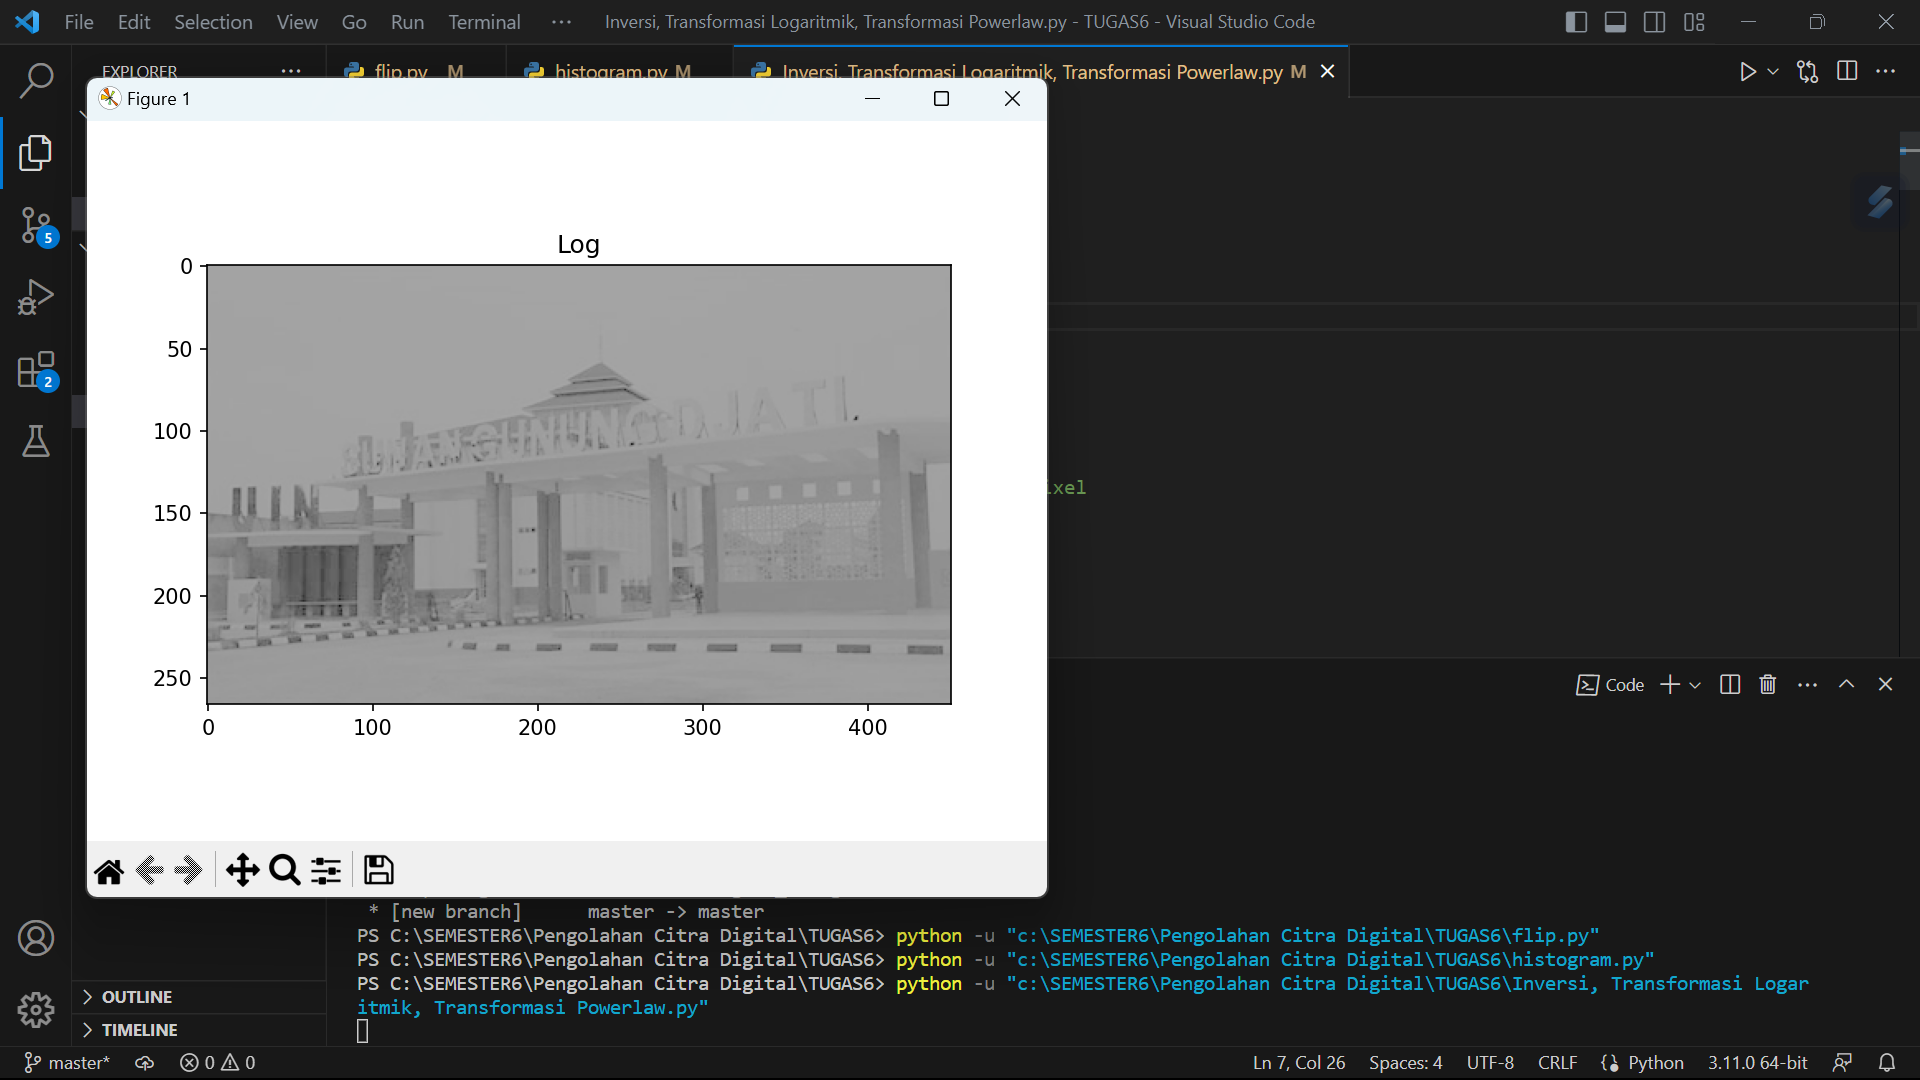 File Edit Selection View Go Run Terminal ··· Inversi, Transformasi Logaritmik, Transformasi Powerlaw.py - TUGAS6 - Visual Studio Code
EXPLORER ··· flip.py M histogram.py M Inversi, Transformasi Logaritmik, Transformasi Powerlaw.py M
Figure 1
5
2
Log
0
50
100
150
200
250
0 100 200 300 400
SUNAN GUNUNG DJATI
UIN
ixel
Code
* [new branch] master -> master
PS C:\SEMESTER6\Pengolahan Citra Digital\TUGAS6> python -u "c:\SEMESTER6\Pengolahan Citra Digital\TUGAS6\flip.py"
PS C:\SEMESTER6\Pengolahan Citra Digital\TUGAS6> python -u "c:\SEMESTER6\Pengolahan Citra Digital\TUGAS6\histogram.py"
PS C:\SEMESTER6\Pengolahan Citra Digital\TUGAS6> python -u "c:\SEMESTER6\Pengolahan Citra Digital\TUGAS6\Inversi, Transformasi Logar
itmik, Transformasi Powerlaw.py"
OUTLINE
TIMELINE
master* 0 0 Ln 7, Col 26 Spaces: 4 UTF-8 CRLF Python 3.11.0 64-bit